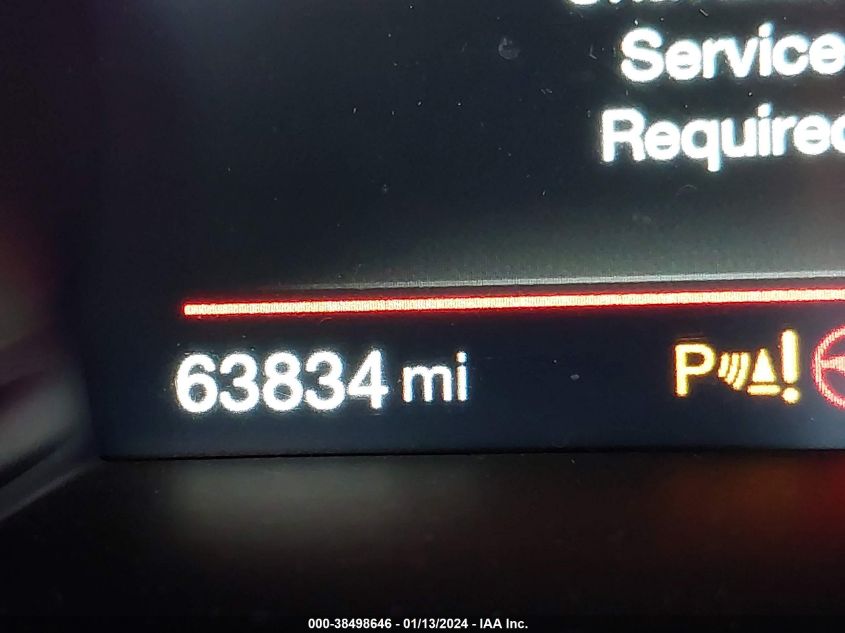 Service
Required
63834 mi
P!
000-38498646 - 01/13/2024 - IAA Inc.